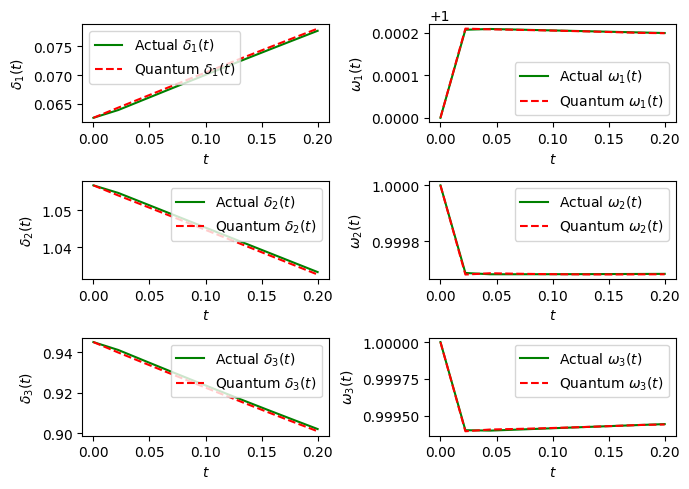 δ₁(t)
0.075
0.070
0.065
Actual δ₁(t)
Quantum δ₁(t)
0.00 0.05 0.10 0.15 0.20
t
+1
ω₁(t)
0.0002
0.0001
0.0000
Actual ω₁(t)
Quantum ω₁(t)
0.00 0.05 0.10 0.15 0.20
t
δ₂(t)
1.05
1.04
Actual δ₂(t)
Quantum δ₂(t)
0.00 0.05 0.10 0.15 0.20
t
ω₂(t)
1.0000
0.9998
Actual ω₂(t)
Quantum ω₂(t)
0.00 0.05 0.10 0.15 0.20
t
δ₃(t)
0.94
0.92
0.90
Actual δ₃(t)
Quantum δ₃(t)
0.00 0.05 0.10 0.15 0.20
t
ω₃(t)
1.00000
0.99975
0.99950
Actual ω₃(t)
Quantum ω₃(t)
0.00 0.05 0.10 0.15 0.20
t